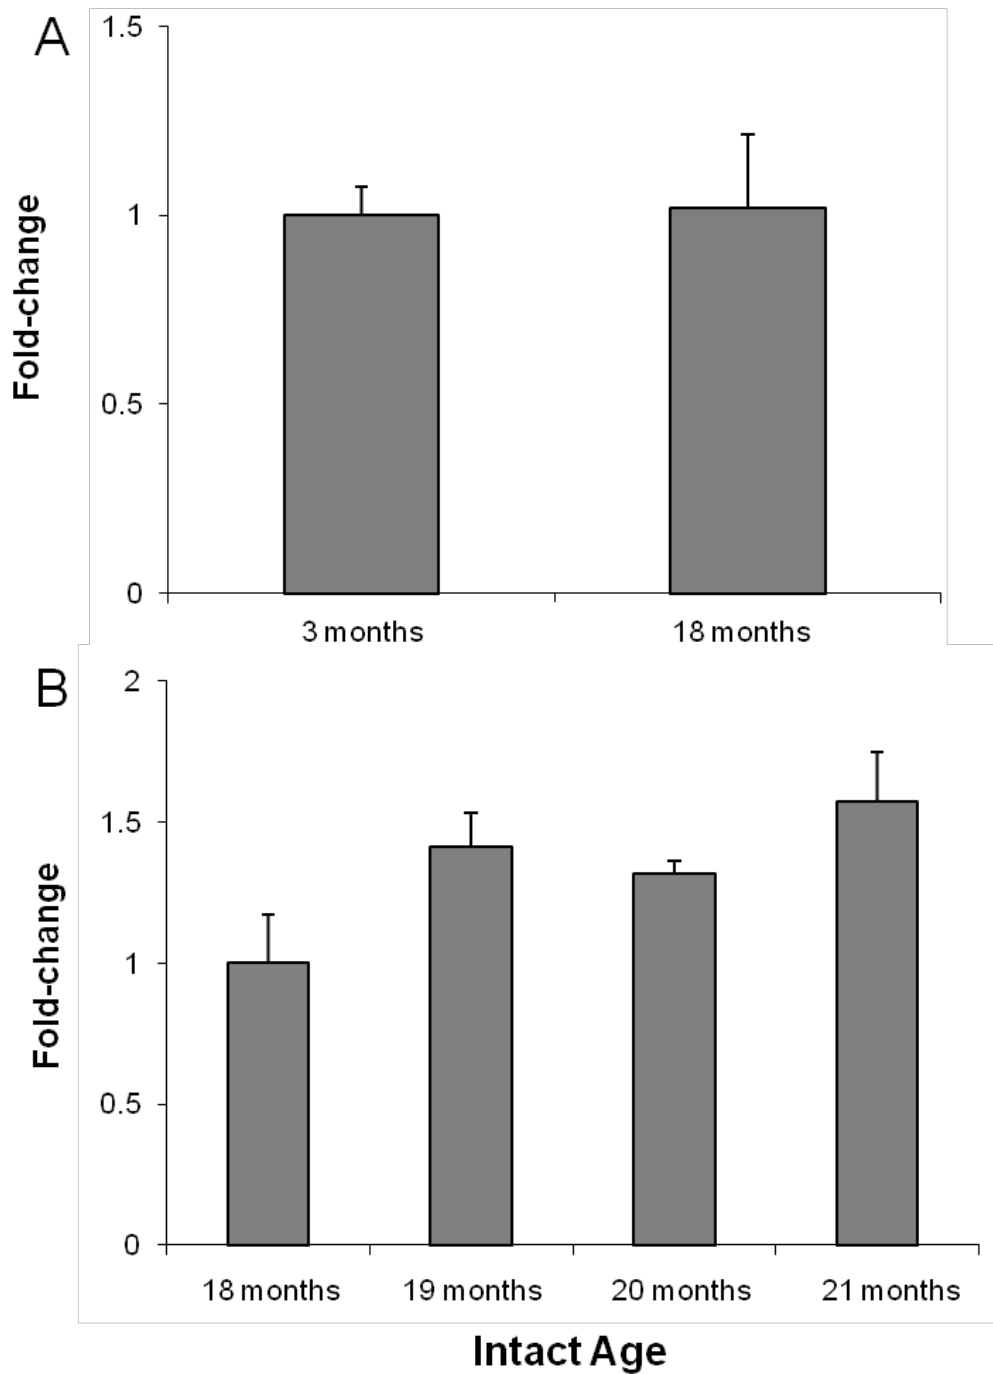 A
1.5
1
0.5
0
Fold-change
3 months
18 months
B
2
1.5
1
0.5
0
Fold-change
18 months
19 months
20 months
21 months
Intact Age